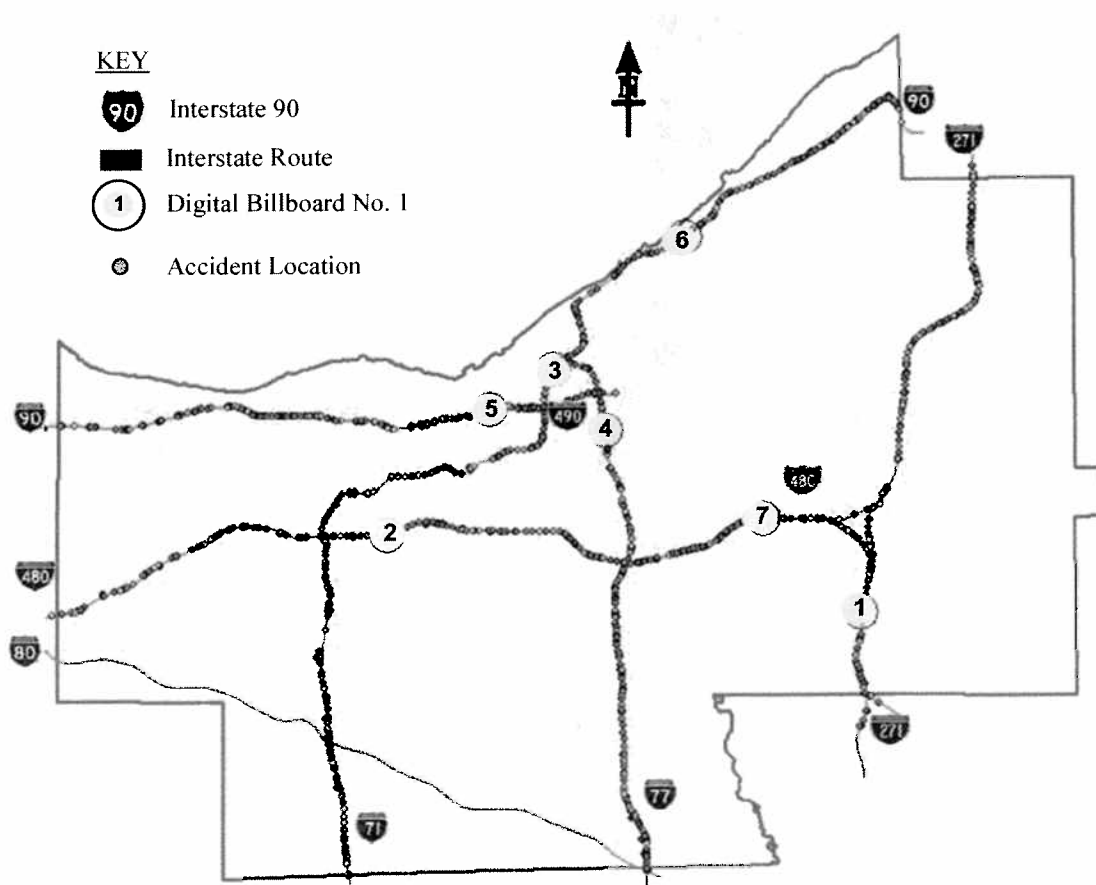 KEY
90 Interstate 90
Interstate Route
1 Digital Billboard No. 1
Accident Location
N
90
271
6
3
90
5
490
4
480
2
7
480
1
80
271
77
71